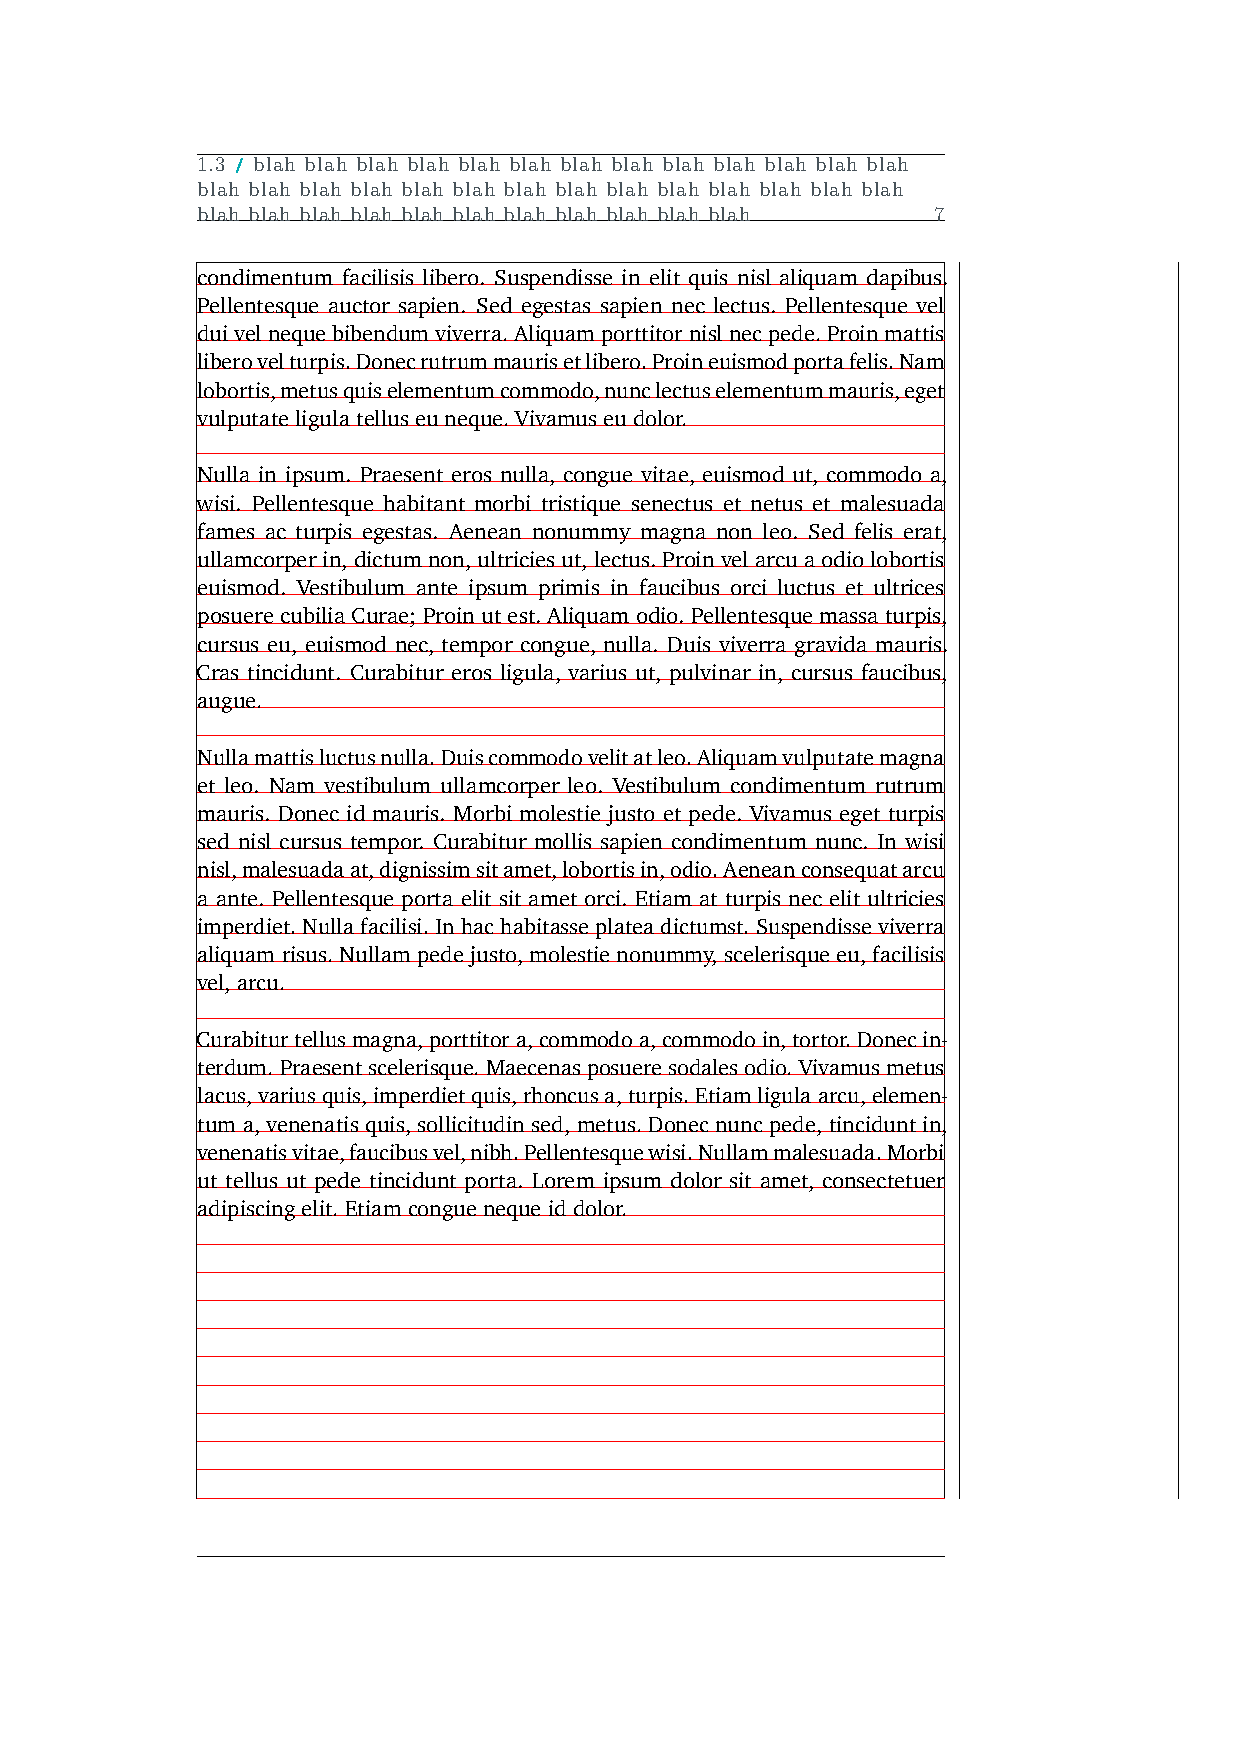 1.3 / blah blah blah blah blah blah blah blah blah blah blah blah blah
blah blah blah blah blah blah blah blah blah blah blah blah blah blah
blah blah blah blah blah blah blah blah blah blah blah 7
condimentum facilisis libero. Suspendisse in elit quis nisl aliquam dapibus.
Pellentesque auctor sapien. Sed egestas sapien nec lectus. Pellentesque vel
dui vel neque bibendum viverra. Aliquam porttitor nisl nec pede. Proin mattis
libero vel turpis. Donec rutrum mauris et libero. Proin euismod porta felis. Nam
lobortis, metus quis elementum commodo, nunc lectus elementum mauris, eget
vulputate ligula tellus eu neque. Vivamus eu dolor.
Nulla in ipsum. Praesent eros nulla, congue vitae, euismod ut, commodo a,
wisi. Pellentesque habitant morbi tristique senectus et netus et malesuada
fames ac turpis egestas. Aenean nonummy magna non leo. Sed felis erat,
ullamcorper in, dictum non, ultricies ut, lectus. Proin vel arcu a odio lobortis
euismod. Vestibulum ante ipsum primis in faucibus orci luctus et ultrices
posuere cubilia Curae; Proin ut est. Aliquam odio. Pellentesque massa turpis,
cursus eu, euismod nec, tempor congue, nulla. Duis viverra gravida mauris.
Cras tincidunt. Curabitur eros ligula, varius ut, pulvinar in, cursus faucibus,
augue.
Nulla mattis luctus nulla. Duis commodo velit at leo. Aliquam vulputate magna
et leo. Nam vestibulum ullamcorper leo. Vestibulum condimentum rutrum
mauris. Donec id mauris. Morbi molestie justo et pede. Vivamus eget turpis
sed nisl cursus tempor. Curabitur mollis sapien condimentum nunc. In wisi
nisl, malesuada at, dignissim sit amet, lobortis in, odio. Aenean consequat arcu
a ante. Pellentesque porta elit sit amet orci. Etiam at turpis nec elit ultricies
imperdiet. Nulla facilisi. In hac habitasse platea dictumst. Suspendisse viverra
aliquam risus. Nullam pede justo, molestie nonummy, scelerisque eu, facilisis
vel, arcu.
Curabitur tellus magna, porttitor a, commodo a, commodo in, tortor. Donec in-
terdum. Praesent scelerisque. Maecenas posuere sodales odio. Vivamus metus
lacus, varius quis, imperdiet quis, rhoncus a, turpis. Etiam ligula arcu, elemen-
tum a, venenatis quis, sollicitudin sed, metus. Donec nunc pede, tincidunt in,
venenatis vitae, faucibus vel, nibh. Pellentesque wisi. Nullam malesuada. Morbi
ut tellus ut pede tincidunt porta. Lorem ipsum dolor sit amet, consectetuer
adipiscing elit. Etiam congue neque id dolor.